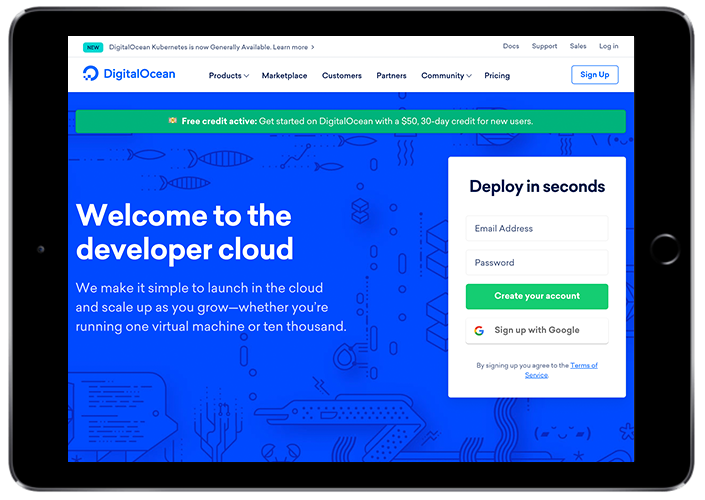 NEW DigitalOcean Kubernetes is now Generally Available. Learn more >
Docs Support Sales Log in
DigitalOcean
Products Marketplace Customers Partners Community Pricing
Sign Up
Free credit active: Get started on DigitalOcean with a $50, 30-day credit for new users.
Welcome to the
developer cloud
We make it simple to launch in the cloud
and scale up as you grow—whether you're
running one virtual machine or ten thousand.
Deploy in seconds
Email Address
Password
Create your account
Sign up with Google
By signing up you agree to the Terms of
Service.